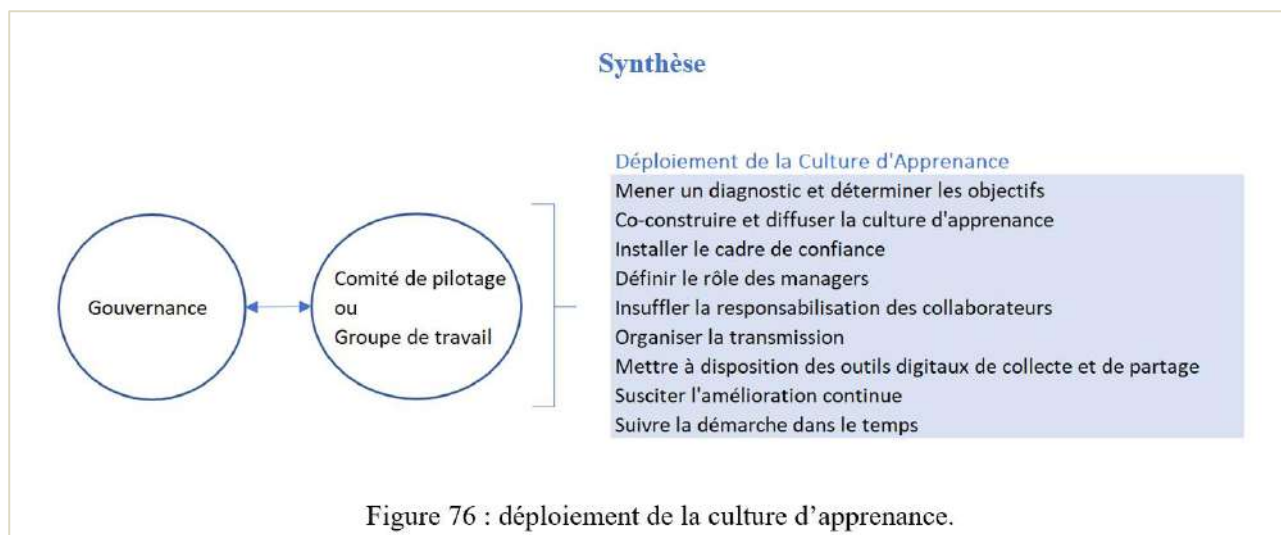 Synthèse
Gouvernance
Comité de pilotage
ou
Groupe de travail
Déploiement de la Culture d'Apprenance
Mener un diagnostic et déterminer les objectifs
Co-construire et diffuser la culture d'apprenance
Installer le cadre de confiance
Définir le rôle des managers
Insuffler la responsabilisation des collaborateurs
Organiser la transmission
Mettre à disposition des outils digitaux de collecte et de partage
Susciter l'amélioration continue
Suivre la démarche dans le temps
Figure 76 : déploiement de la culture d’apprenance.